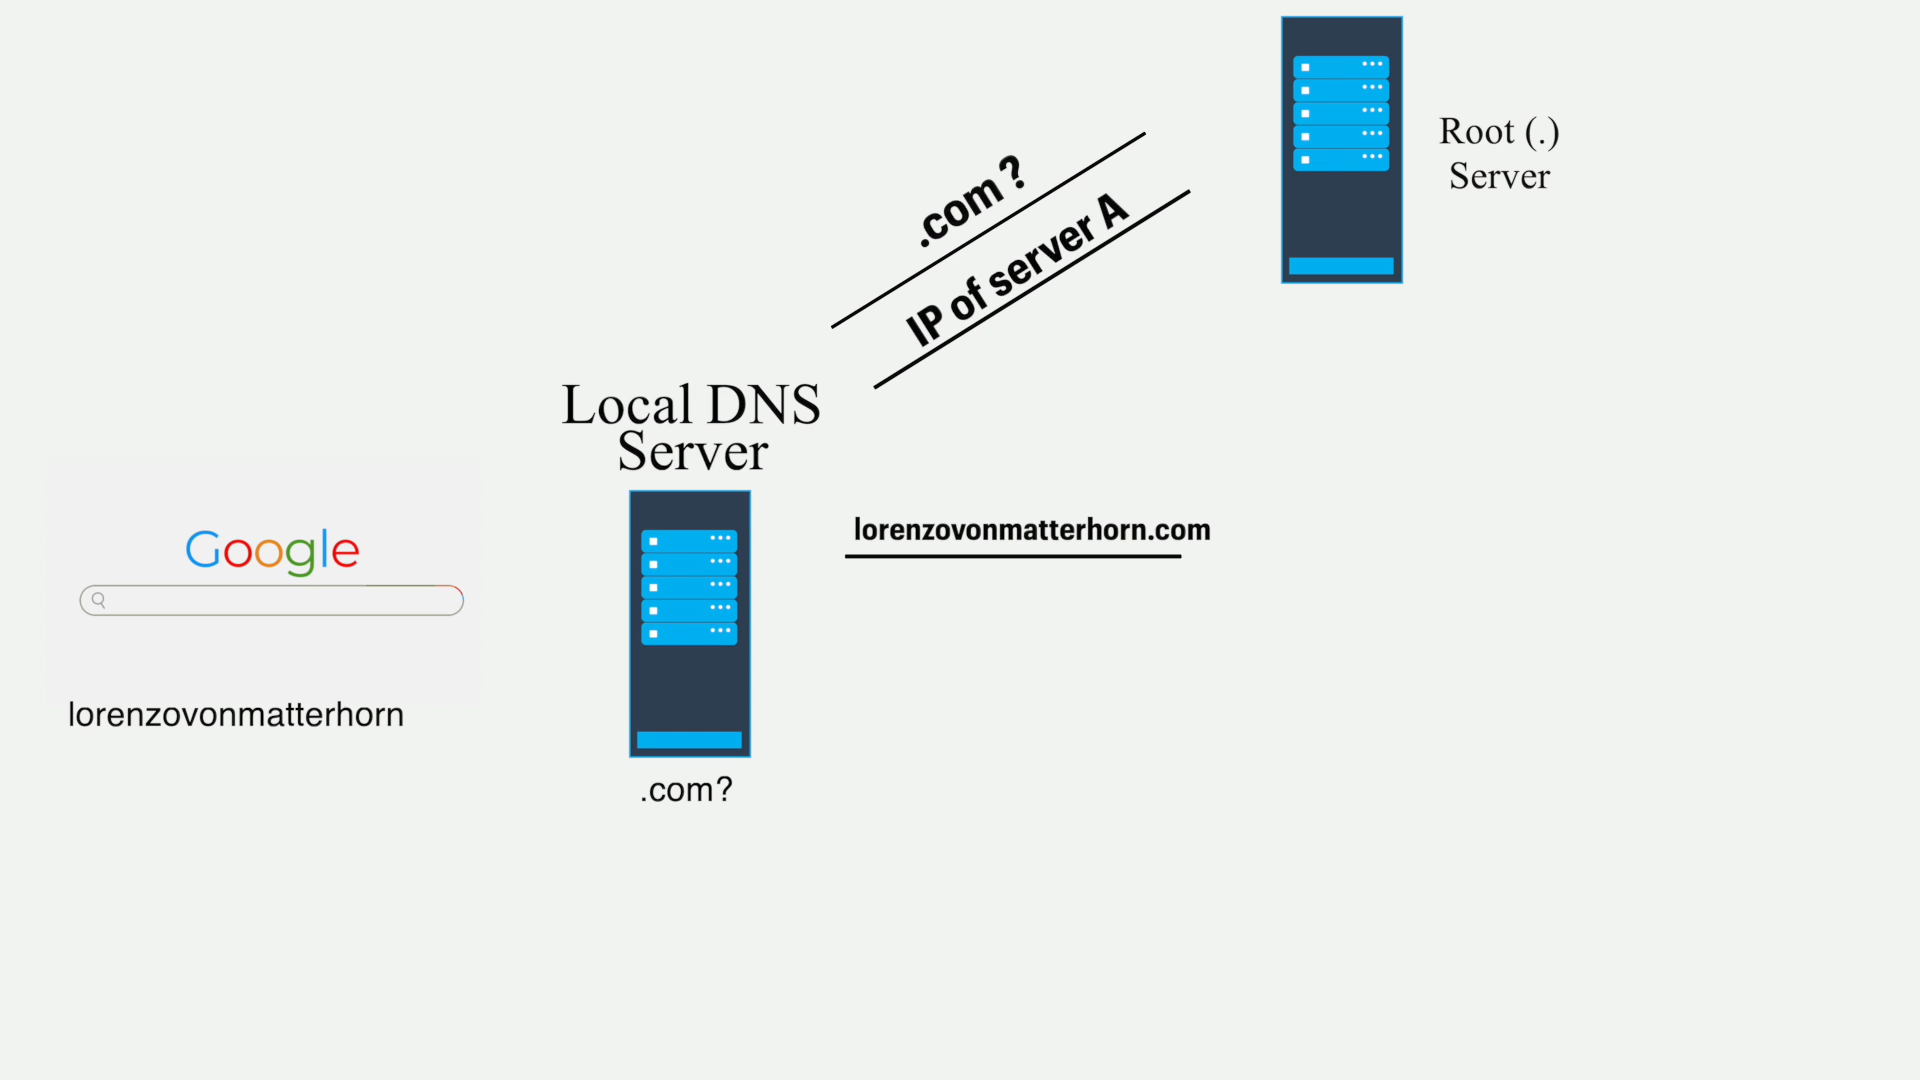 Root (.)
Server
.com ?
IP of server A
Local DNS
Server
lorenzovonmatterhorn.com
Google
lorenzovonmatterhorn
.com?